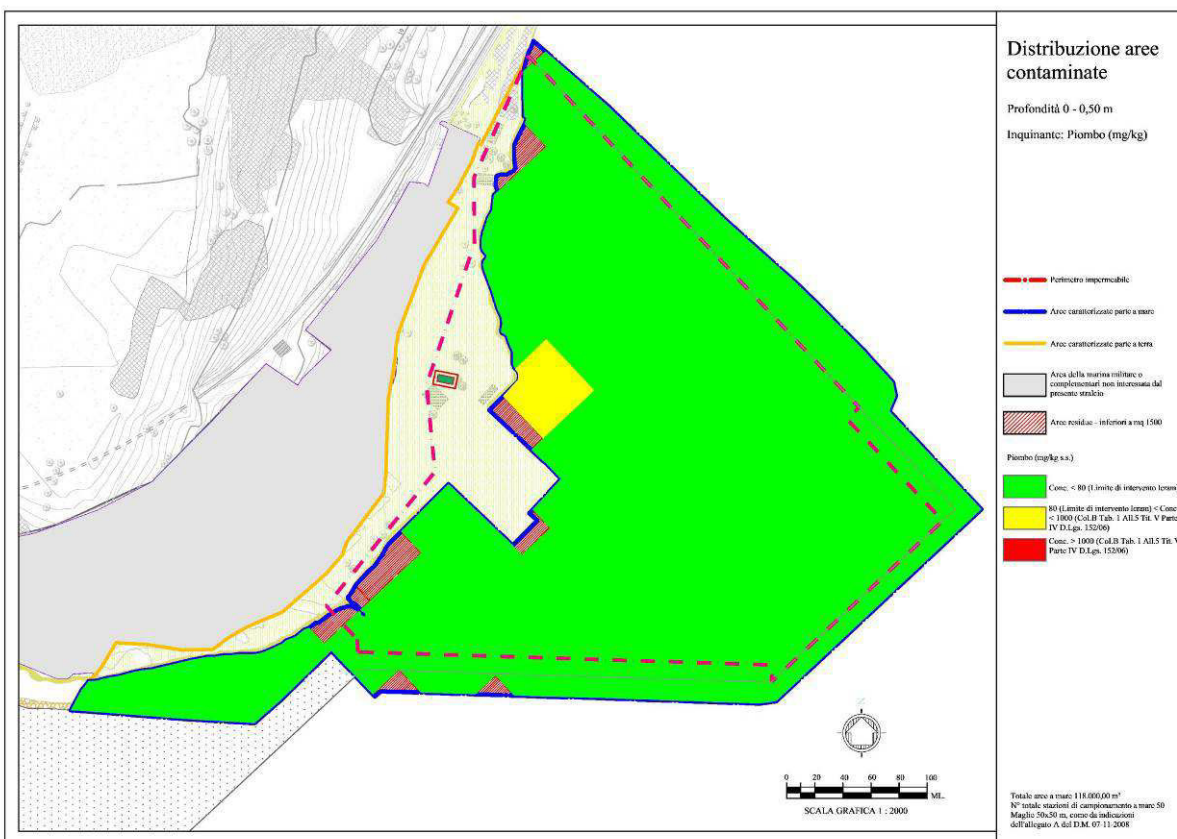 Distribuzione aree
contaminate
Profondità 0 - 0,50 m
Inquinante: Piombo (mg/kg)
Perimetro impermeabile
Aree caratterizzate parte a mare
Aree caratterizzate parte a terra
Area della marina militare o
complementari non interessata dal
presente stralcio
Aree residue - inferiori a mq 1500
Piombo (mg/kg s.s.)
Conc. < 80 (Limite di intervento Icram)
80 (Limite di intervento Icram) < Conc
< 1000 (Col.B Tab. 1 All.5 Tit. V Parte
IV D.Lgs. 152/06)
Conc. > 1000 (Col.B Tab. 1 All.5 Tit. V
Parte IV D.Lgs. 152/06)
0 20 40 60 80 100
ML.
SCALA GRAFICA 1 : 2000
Totale aree a mare 118.000,00 m²
N° totale stazioni di campionamento a mare 50
Maglie 50x50 m, come da indicazioni
dell'allegato A del D.M. 07-11-2008